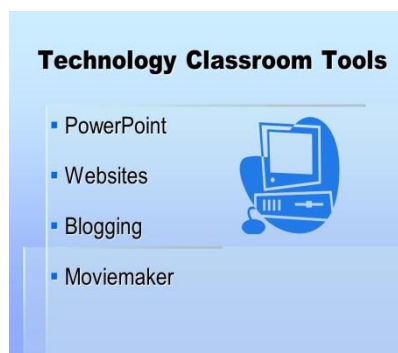 Technology Classroom Tools
PowerPoint
Websites
Blogging
Moviemaker